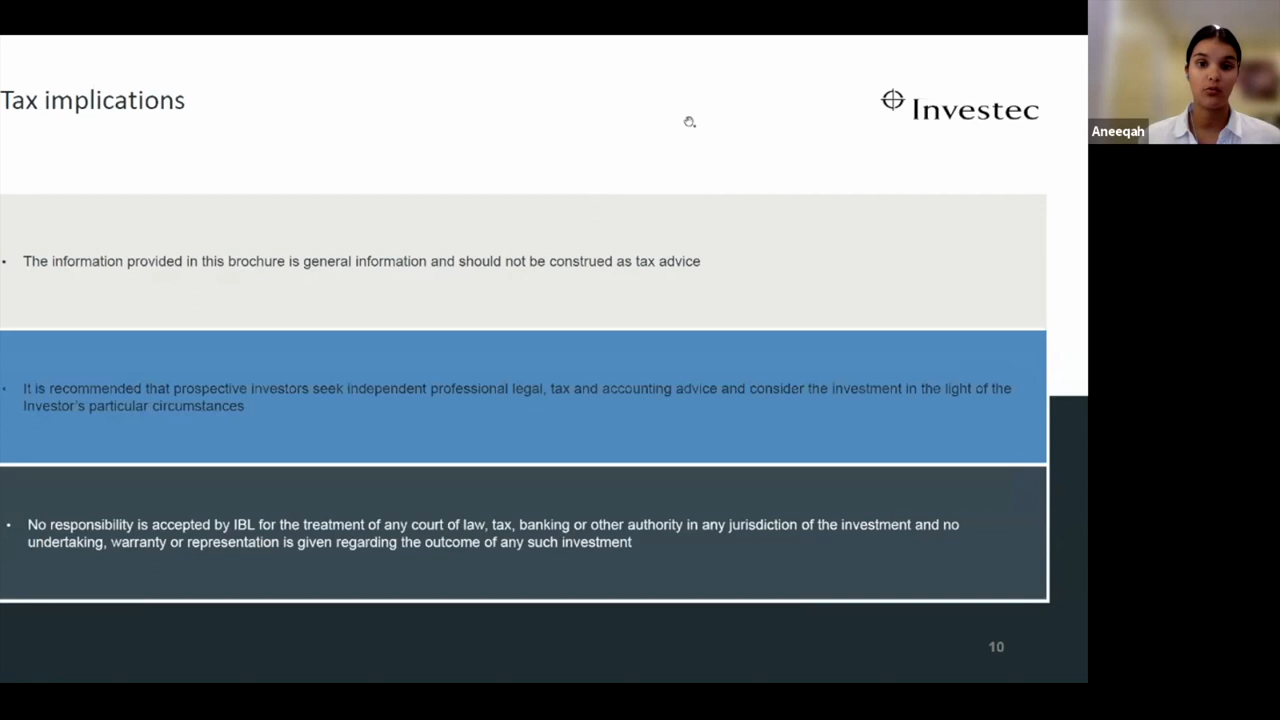 Tax implications
Investec
Aneeqah
• The information provided in this brochure is general information and should not be construed as tax advice
• It is recommended that prospective investors seek independent professional legal, tax and accounting advice and consider the investment in the light of the
Investor's particular circumstances
• No responsibility is accepted by IBL for the treatment of any court of law, tax, banking or other authority in any jurisdiction of the investment and no
undertaking, warranty or representation is given regarding the outcome of any such investment
10